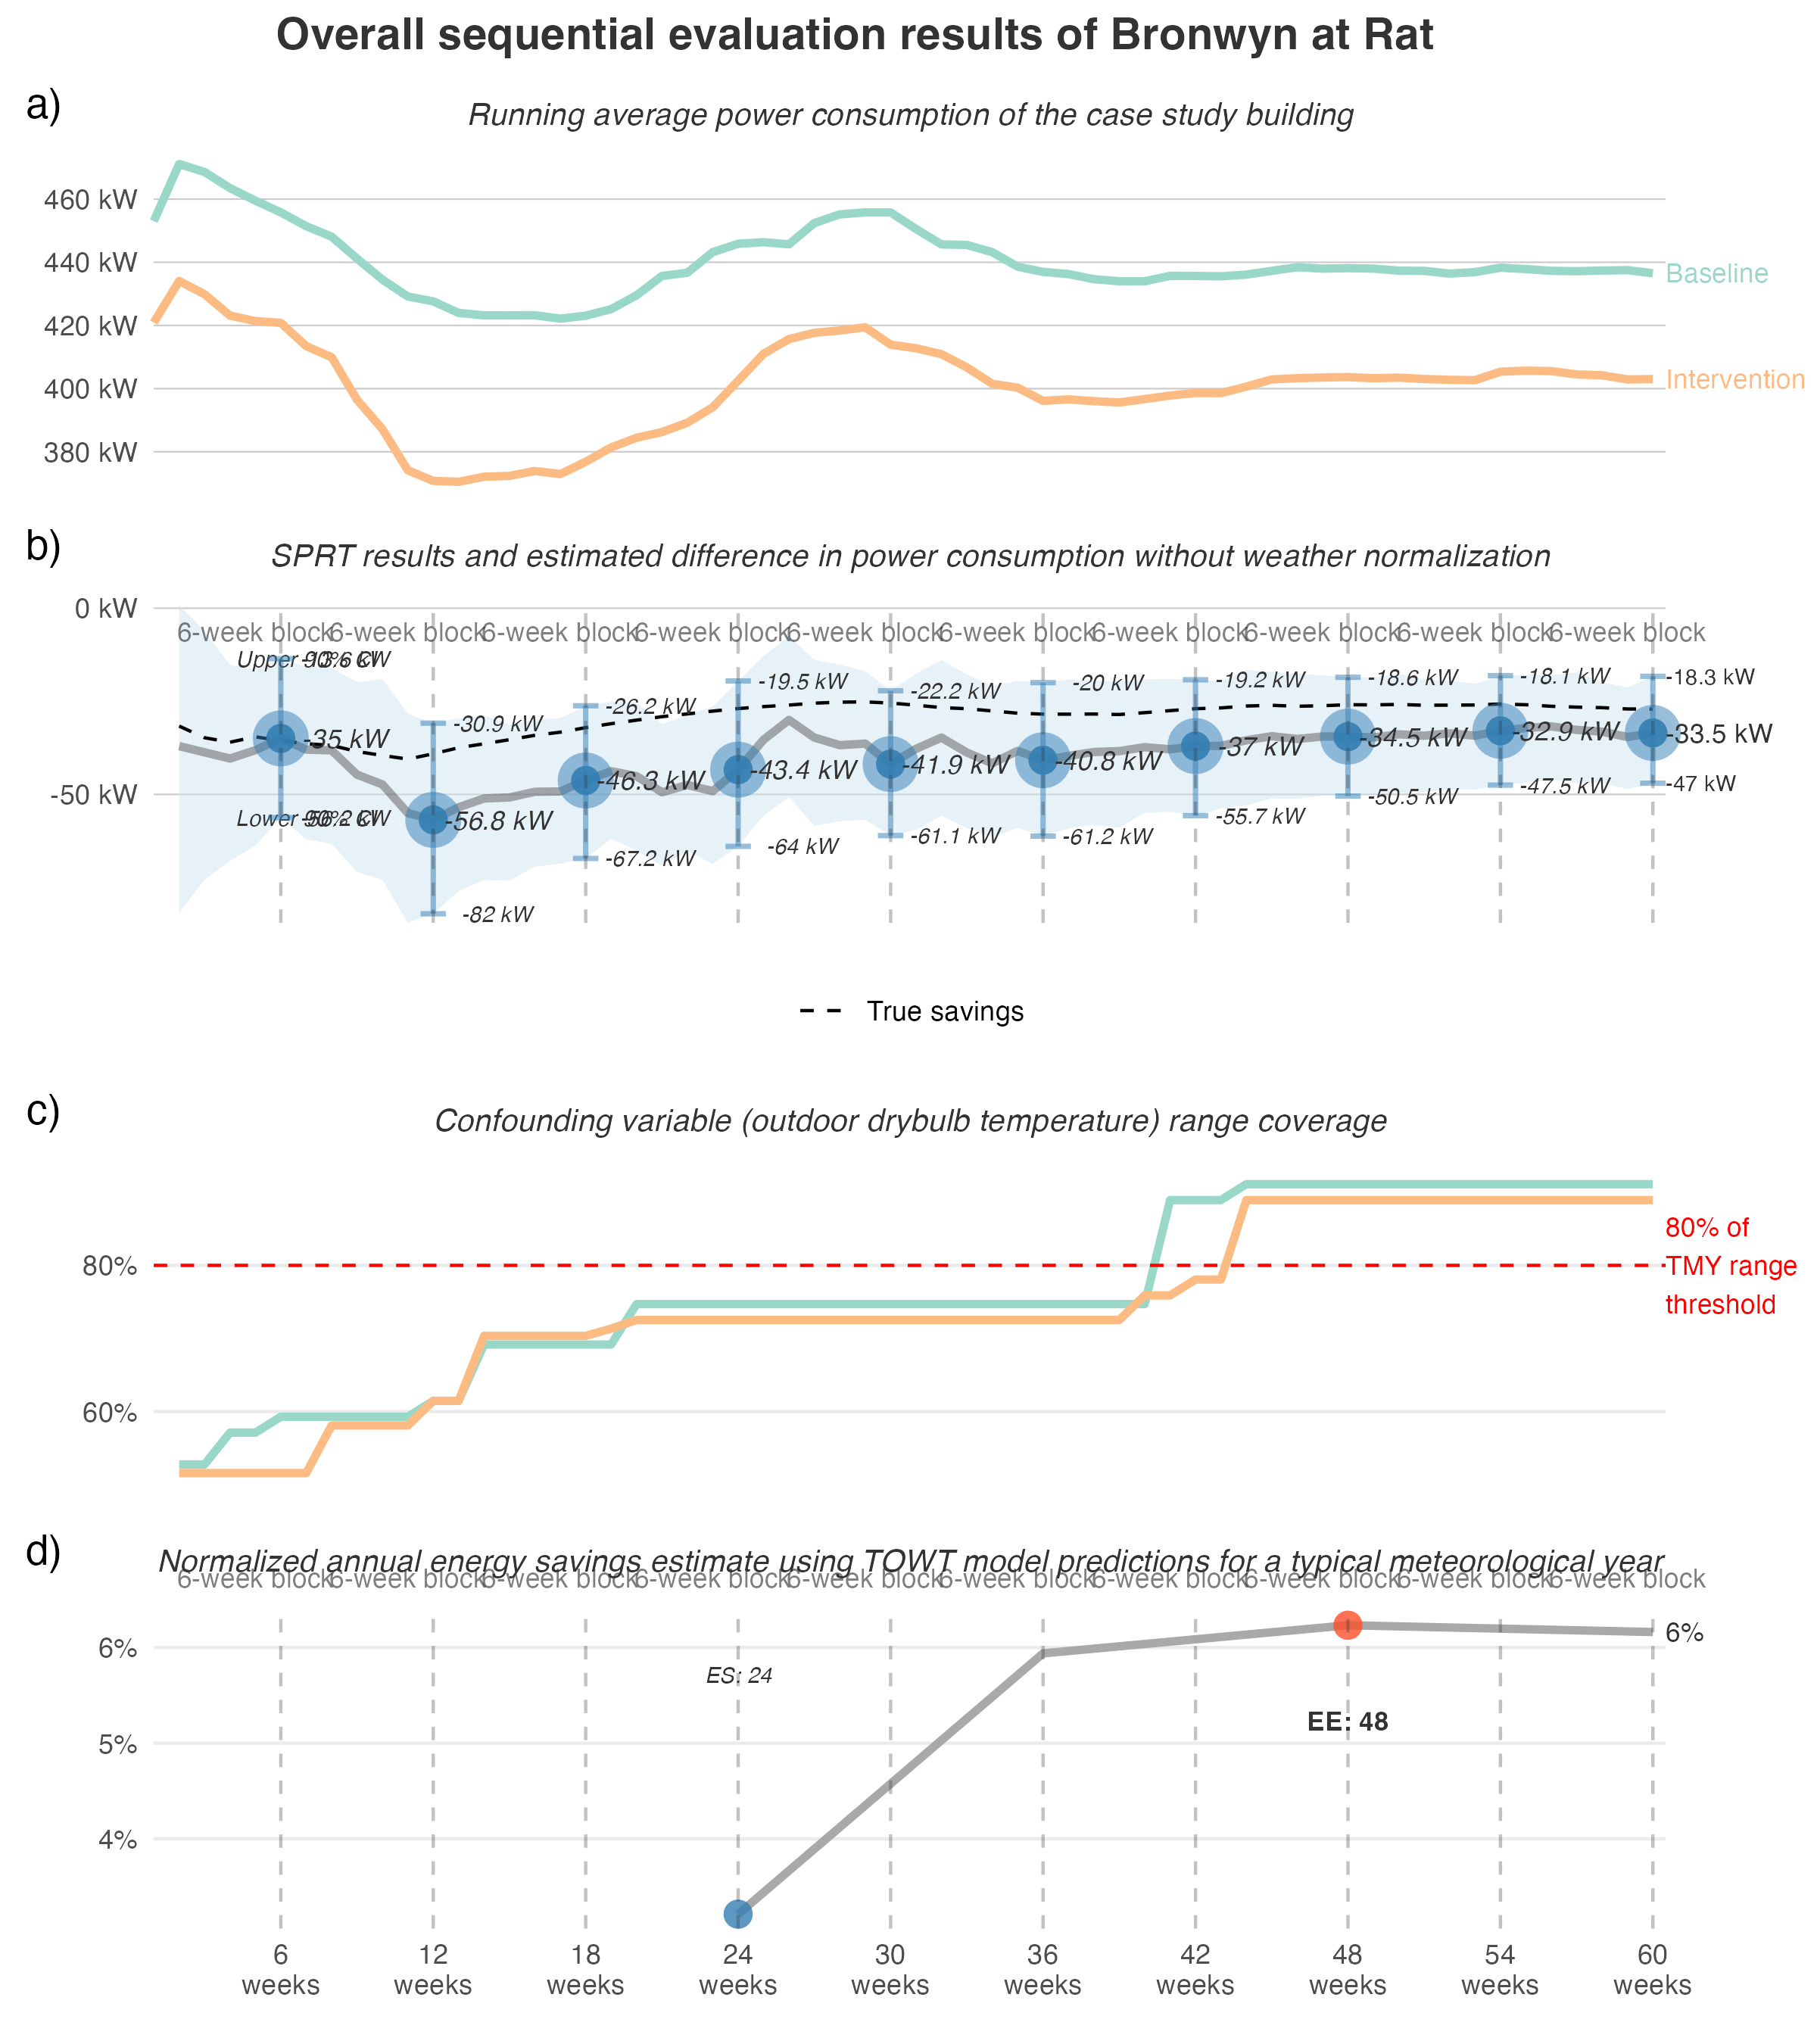 Overall sequential evaluation results of Bronwyn at Rat
a)
Running average power consumption of the case study building
460 kW
440 kW
420 kW
400 kW
380 kW
Baseline
Intervention
b)
SPRT results and estimated difference in power consumption without weather normalization
0 kW
-50 kW
6-week block 6-week block 6-week block 6-week block 6-week block 6-week block 6-week block 6-week block 6-week block 6-week block
Upper 90% CI
-13.6 kW
-30.9 kW
-26.2 kW
-19.5 kW
-22.2 kW
-20 kW
-19.2 kW
-18.6 kW
-18.1 kW
-18.3 kW
-35 kW
-56.8 kW
-46.3 kW
-43.4 kW
-41.9 kW
-40.8 kW
-37 kW
-34.5 kW
-32.9 kW
-33.5 kW
Lower 90% CI
-56.2 kW
-82 kW
-67.2 kW
-64 kW
-61.1 kW
-61.2 kW
-55.7 kW
-50.5 kW
-47.5 kW
-47 kW
True savings
c)
Confounding variable (outdoor drybulb temperature) range coverage
80%
60%
80% of
TMY range
threshold
d)
Normalized annual energy savings estimate using TOWT model predictions for a typical meteorological year
6-week block 6-week block 6-week block 6-week block 6-week block 6-week block 6-week block 6-week block 6-week block 6-week block
6%
5%
4%
ES: 24
EE: 48
6%
6 12 18 24 30 36 42 48 54 60
weeks weeks weeks weeks weeks weeks weeks weeks weeks weeks